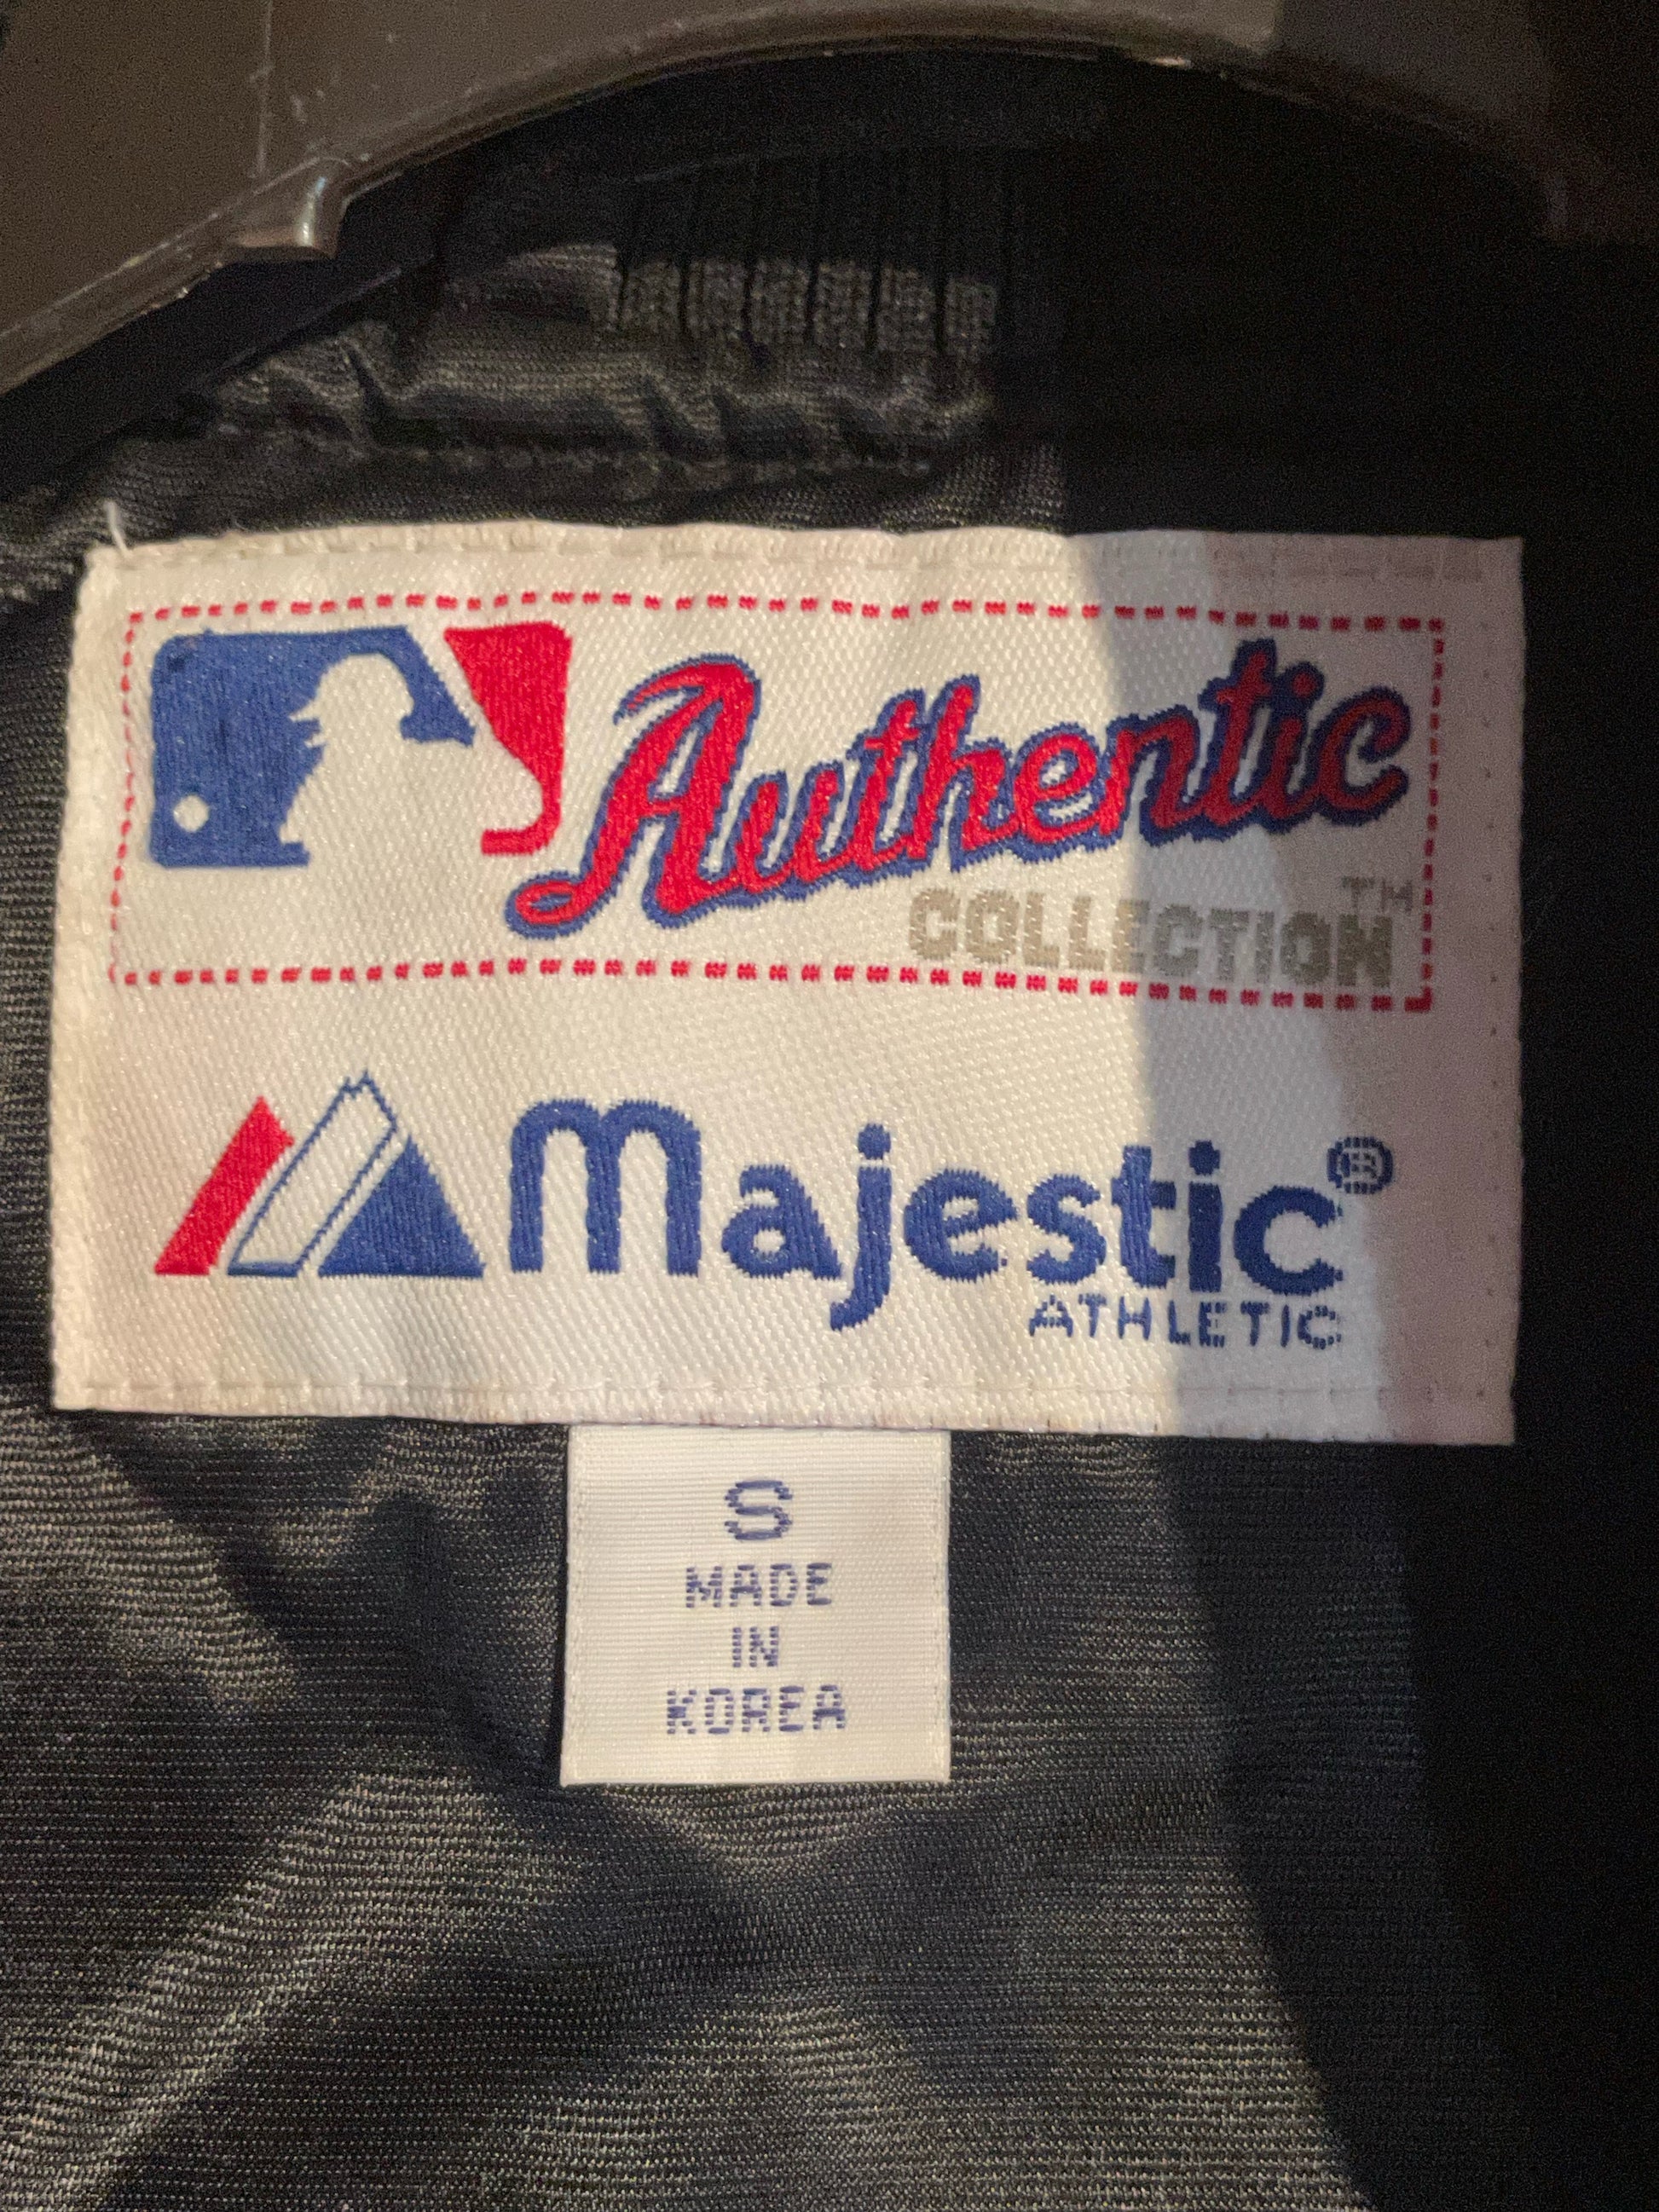 Authentic
COLLECTION™
Majestic®
ATHLETIC
S
MADE
IN
KOREA